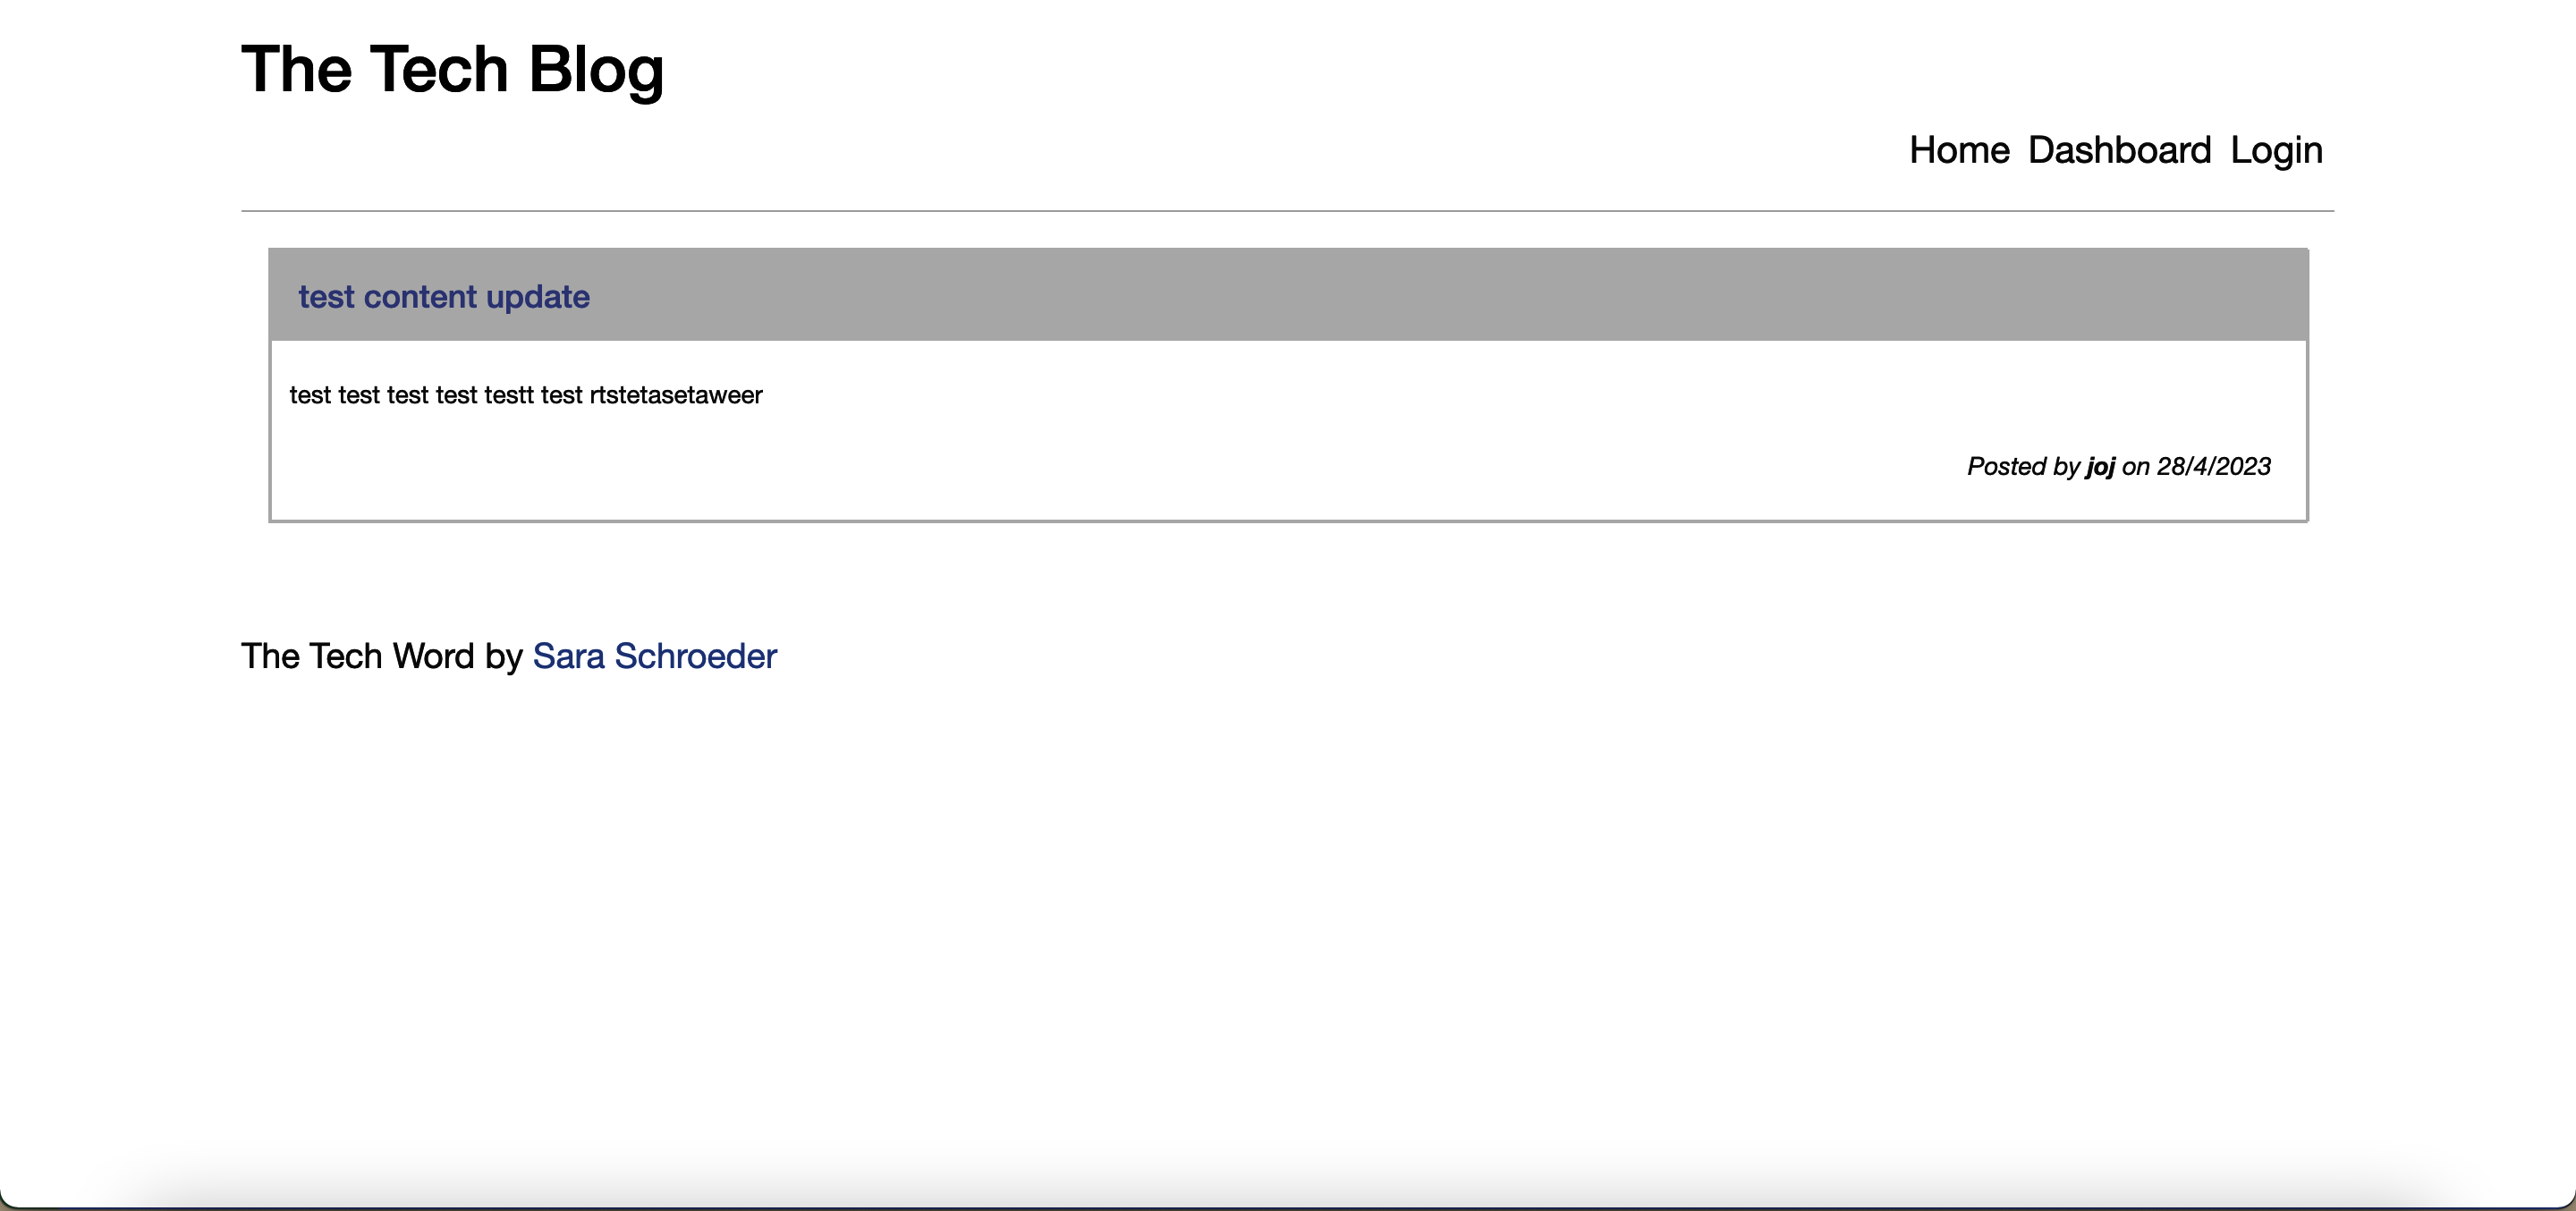 The Tech Blog
Home Dashboard Login
test content update
test test test test testt test rtstetasetaweer
Posted by joj on 28/4/2023
The Tech Word by Sara Schroeder